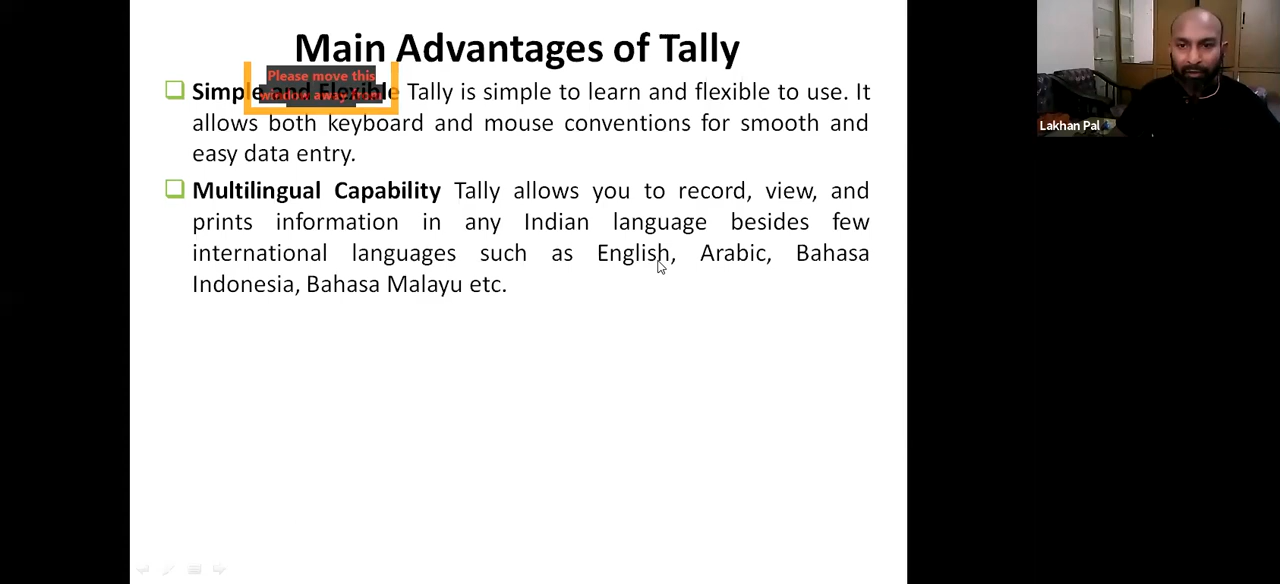 Main Advantages of Tally
Please move this
window away from
Simple and Flexible Tally is simple to learn and flexible to use. It
allows both keyboard and mouse conventions for smooth and
easy data entry.
Multilingual Capability Tally allows you to record, view, and
prints information in any Indian language besides few
international languages such as English, Arabic, Bahasa
Indonesia, Bahasa Malayu etc.
Lakhan Pal